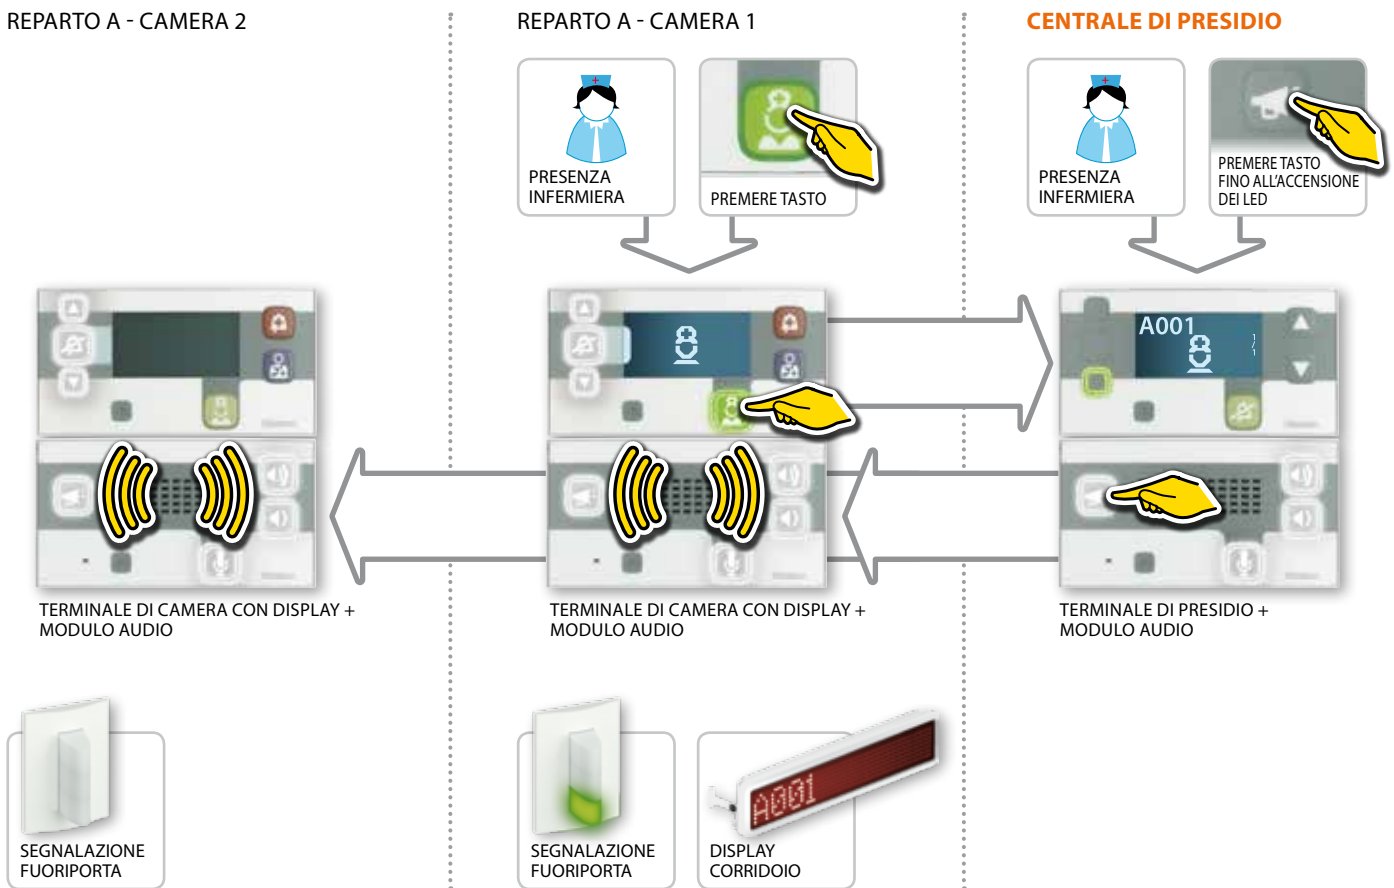 REPARTO A - CAMERA 2
REPARTO A - CAMERA 1
CENTRALE DI PRESIDIO
PRESENZA
INFERMIERA
PREMERE TASTO
PRESENZA
INFERMIERA
PREMERE TASTO
FINO ALL'ACCENSIONE
DEI LED
A001
1/1
TERMINALE DI CAMERA CON DISPLAY +
MODULO AUDIO
TERMINALE DI CAMERA CON DISPLAY +
MODULO AUDIO
TERMINALE DI PRESIDIO +
MODULO AUDIO
SEGNALAZIONE
FUORIPORTA
SEGNALAZIONE
FUORIPORTA
A001
DISPLAY
CORRIDOIO